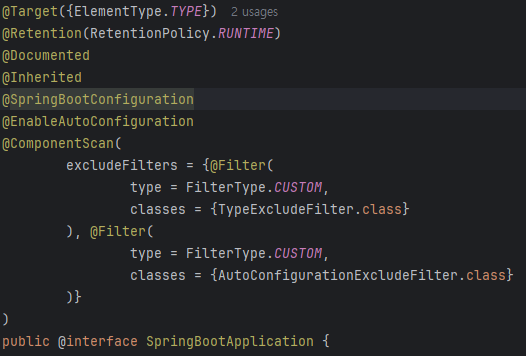 @Target({ElementType.TYPE}) 2 usages
@Retention(RetentionPolicy.RUNTIME)
@Documented
@Inherited
@SpringBootConfiguration
@EnableAutoConfiguration
@ComponentScan(
        excludeFilters = {@Filter(
                type = FilterType.CUSTOM,
                classes = {TypeExcludeFilter.class}
        ), @Filter(
                type = FilterType.CUSTOM,
                classes = {AutoConfigurationExcludeFilter.class}
        )}
)
public @interface SpringBootApplication {